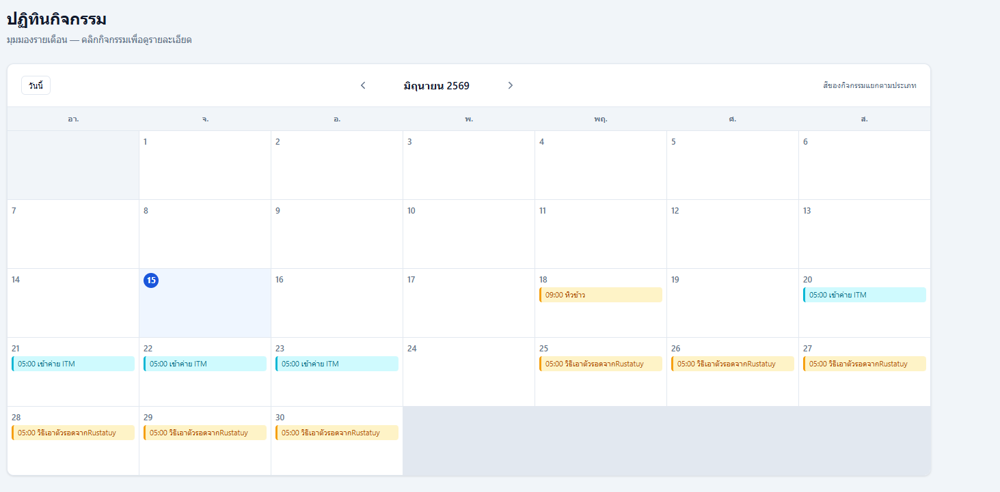 ปฏิทินกิจกรรม
มุมมองรายเดือน — คลิกกิจกรรมเพื่อดูรายละเอียด
วันนี้
มิถุนายน 2569
สีของกิจกรรมแยกตามประเภท
อา. จ. อ. พ. พฤ. ศ. ส.
1 2 3 4 5 6
7 8 9 10 11 12 13
14 15 16 17 18 19 20
09:00 หิวข้าว 05:00 เข้าค่าย ITM
21 22 23 24 25 26 27
05:00 เข้าค่าย ITM 05:00 เข้าค่าย ITM 05:00 เข้าค่าย ITM 05:00 วิธีเอาตัวรอดจากRustatuy 05:00 วิธีเอาตัวรอดจากRustatuy 05:00 วิธีเอาตัวรอดจากRustatuy
28 29 30
05:00 วิธีเอาตัวรอดจากRustatuy 05:00 วิธีเอาตัวรอดจากRustatuy 05:00 วิธีเอาตัวรอดจากRustatuy